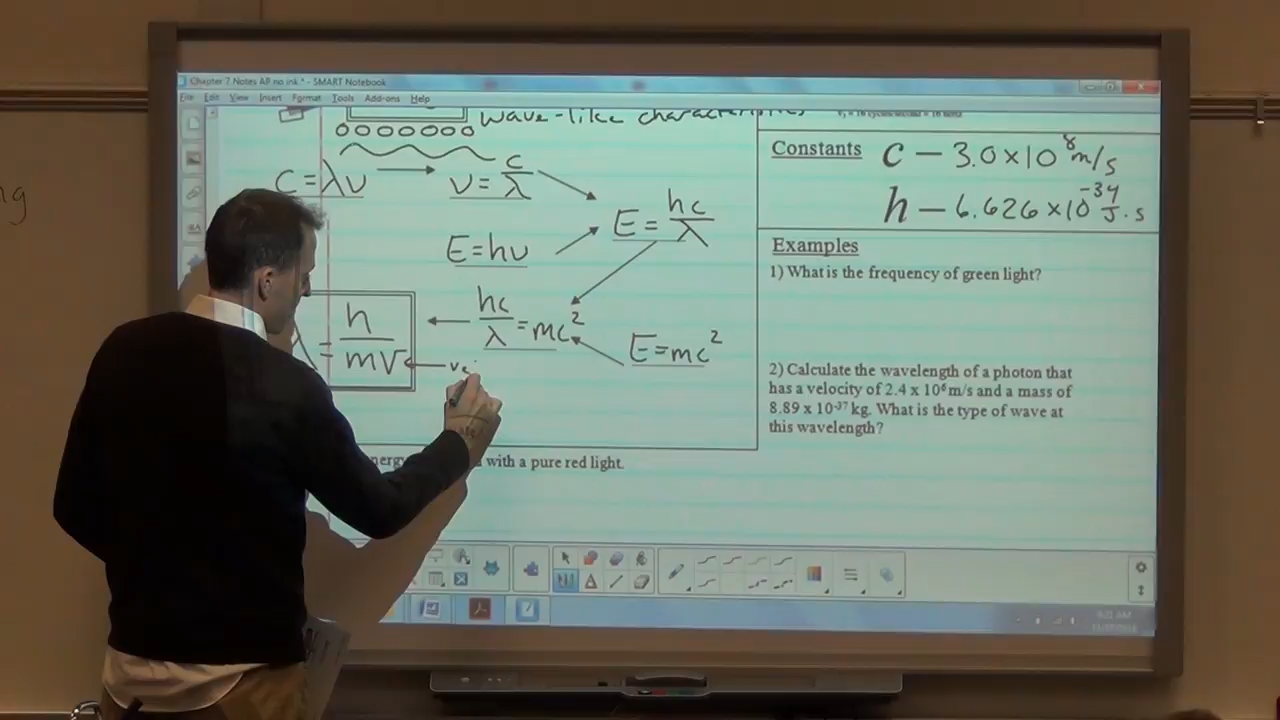 Chapter 7 Notes AP no ink * - SMART Notebook
File Edit View Insert Format Tools Add-ons Help
wave-like characteristics
C = λν
ν = c/λ
E = hν
E = hc/λ
hc/λ = mc²
E = mc²
λ = h/mv
ve
Constants
c – 3.0 x 10⁸ m/s
h – 6.626 x 10⁻³⁴ J·s
Examples
1) What is the frequency of green light?
2) Calculate the wavelength of a photon that
has a velocity of 2.4 x 10⁶ m/s and a mass of
8.89 x 10⁻³⁷ kg. What is the type of wave at
this wavelength?
with a pure red light.
ng